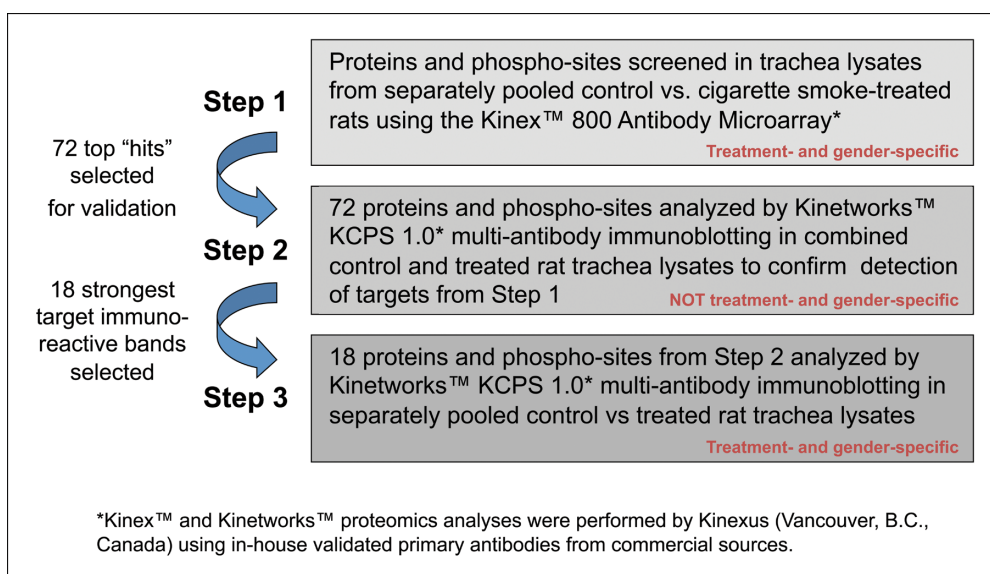 Step 1
Proteins and phospho-sites screened in trachea lysates
from separately pooled control vs. cigarette smoke-treated
rats using the Kinex™ 800 Antibody Microarray*
Treatment- and gender-specific
72 top “hits”
selected
for validation
Step 2
72 proteins and phospho-sites analyzed by Kinetworks™
KCPS 1.0* multi-antibody immunoblotting in combined
control and treated rat trachea lysates to confirm detection
of targets from Step 1
NOT treatment- and gender-specific
18 strongest
target immuno-
reactive bands
selected
Step 3
18 proteins and phospho-sites from Step 2 analyzed by
Kinetworks™ KCPS 1.0* multi-antibody immunoblotting in
separately pooled control vs treated rat trachea lysates
Treatment- and gender-specific
*Kinex™ and Kinetworks™ proteomics analyses were performed by Kinexus (Vancouver, B.C.,
Canada) using in-house validated primary antibodies from commercial sources.